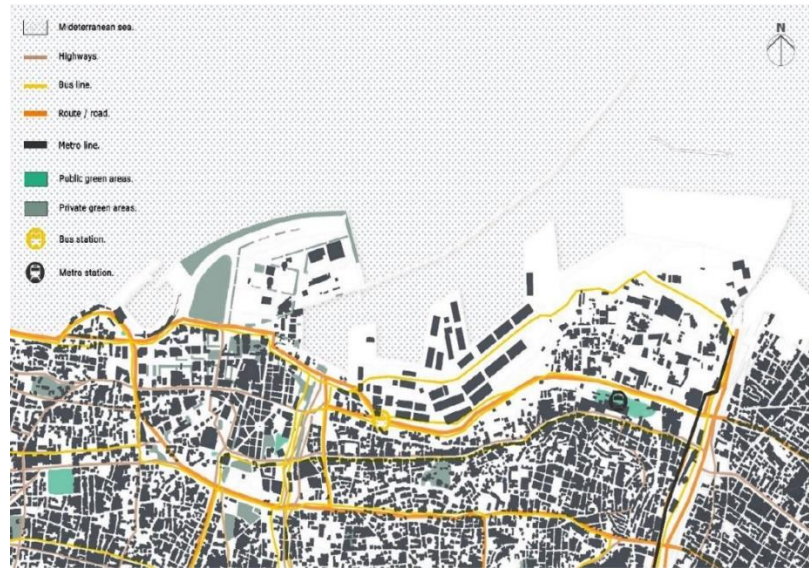 Mideterranean sea.
N
Highways.
Bus line.
Route / road.
Metro line.
Public green areas.
Private green areas.
Bus station.
Metro station.